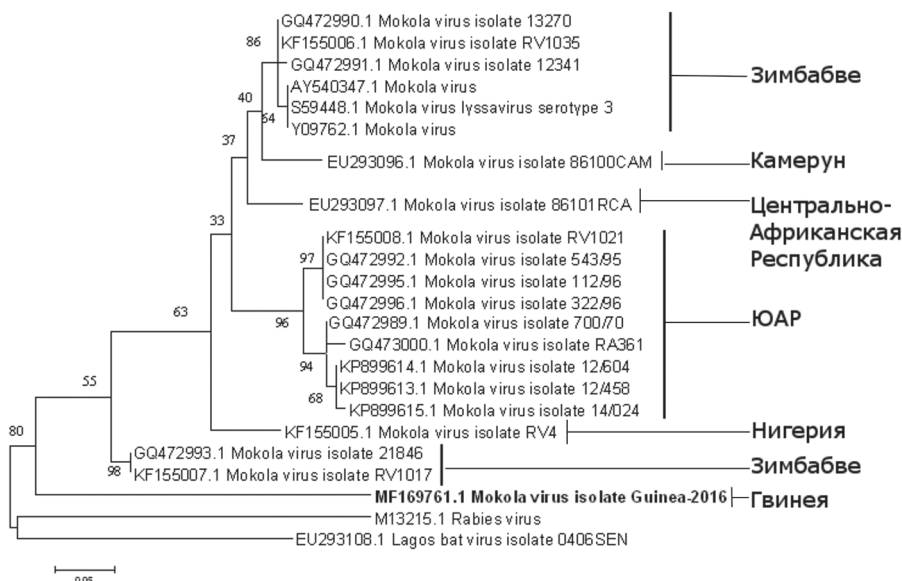 GQ472990.1 Mokola virus isolate 13270
86
KF155006.1 Mokola virus isolate RV1035
GQ472991.1 Mokola virus isolate 12341
Зимбабве
AY540347.1 Mokola virus
40
S59448.1 Mokola virus lyssavirus serotype 3
64
Y09762.1 Mokola virus
37
EU293096.1 Mokola virus isolate 86100CAM
Камерун
EU293097.1 Mokola virus isolate 86101RCA
Центрально-
Африканская
Республика
33
KF155008.1 Mokola virus isolate RV1021
97
GQ472992.1 Mokola virus isolate 543/95
GQ472995.1 Mokola virus isolate 112/96
GQ472996.1 Mokola virus isolate 322/96
63
96
GQ472989.1 Mokola virus isolate 700/70
ЮАР
GQ473000.1 Mokola virus isolate RA361
94
KP899614.1 Mokola virus isolate 12/604
55
KP899613.1 Mokola virus isolate 12/458
68
KP899615.1 Mokola virus isolate 14/024
80
KF155005.1 Mokola virus isolate RV4
Нигерия
GQ472993.1 Mokola virus isolate 21846
98
KF155007.1 Mokola virus isolate RV1017
Зимбабве
MF169761.1 Mokola virus isolate Guinea-2016
Гвинея
M13215.1 Rabies virus
EU293108.1 Lagos bat virus isolate 0406SEN
0.05